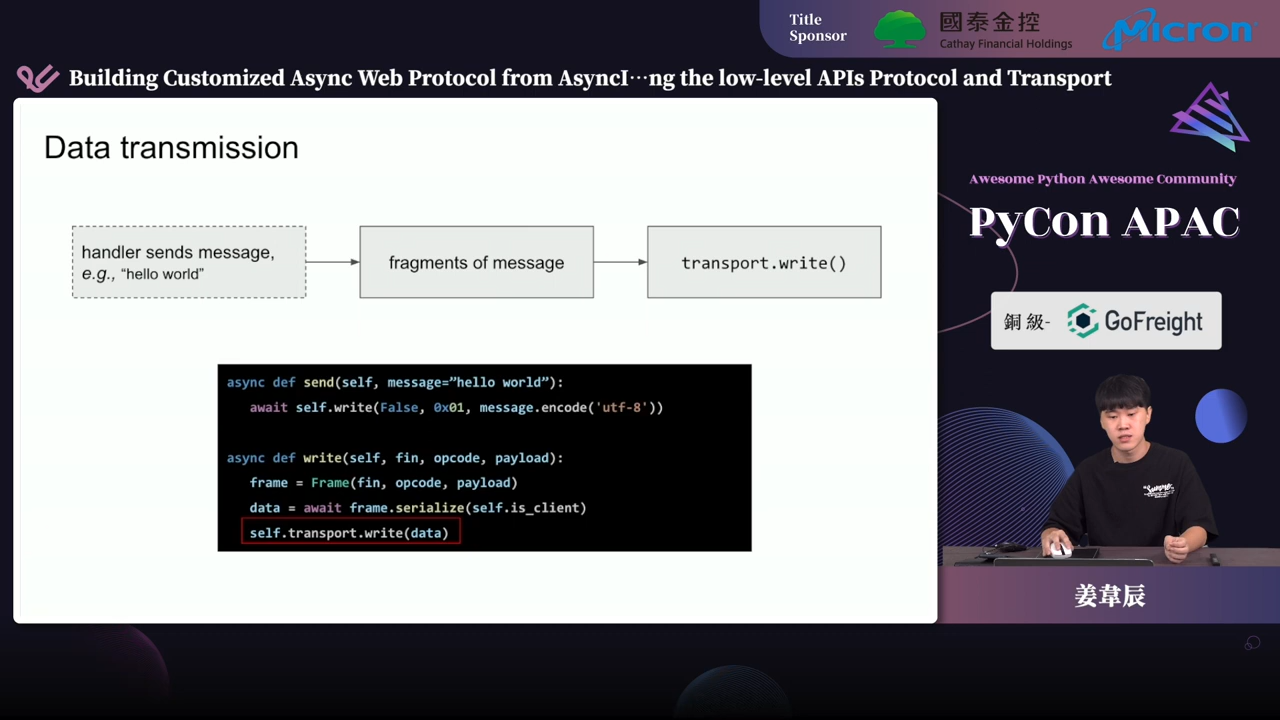 Title
Sponsor
國泰金控
Cathay Financial Holdings
Micron
Building Customized Async Web Protocol from AsyncI…ng the low-level APIs Protocol and Transport
Data transmission
handler sends message,
e.g., “hello world”
fragments of message
transport.write()
async def send(self, message=”hello world”):
await self.write(False, 0x01, message.encode('utf-8'))
async def write(self, fin, opcode, payload):
frame = Frame(fin, opcode, payload)
data = await frame.serialize(self.is_client)
self.transport.write(data)
Awesome Python Awesome Community
PyCon APAC
銅級-
GoFreight
姜韋辰